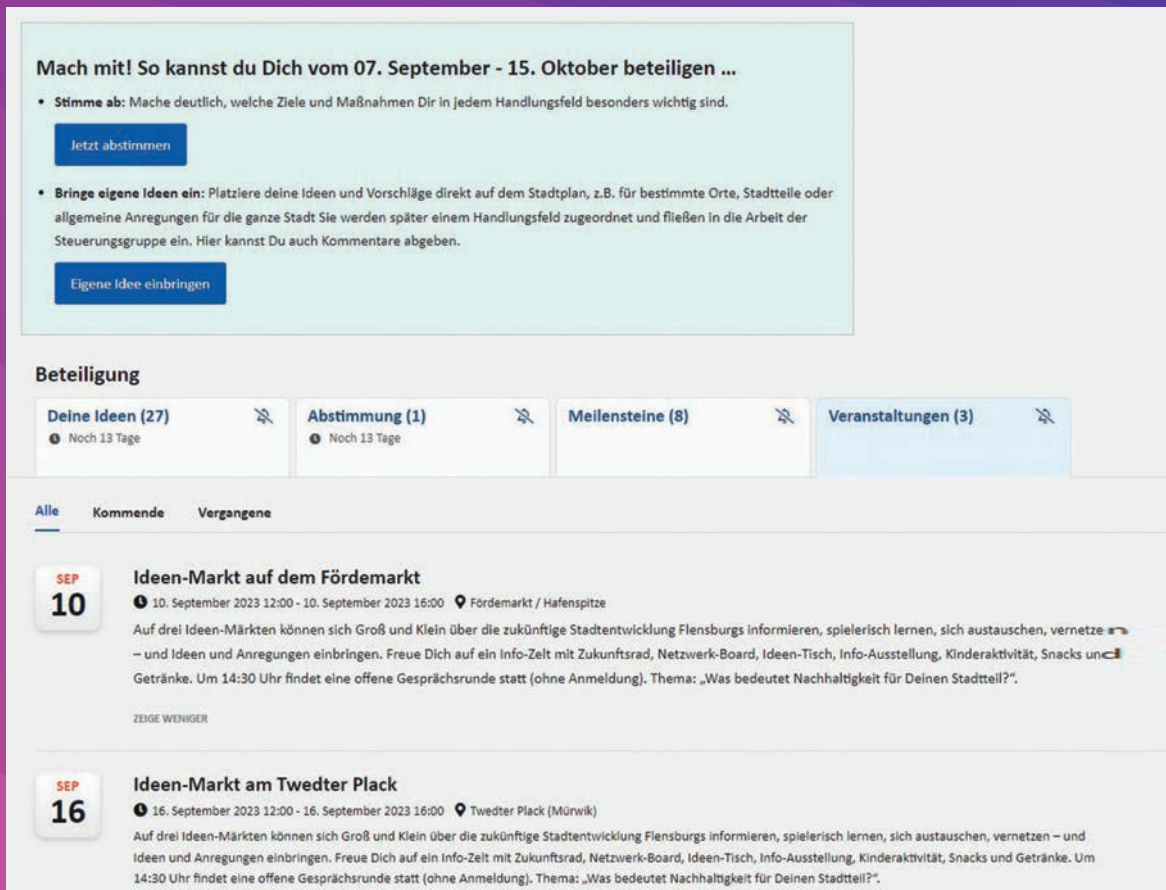 Mach mit! So kannst du Dich vom 07. September - 15. Oktober beteiligen ...
• Stimme ab: Mache deutlich, welche Ziele und Maßnahmen Dir in jedem Handlungsfeld besonders wichtig sind.
Jetzt abstimmen
• Bringe eigene Ideen ein: Platziere deine Ideen und Vorschläge direkt auf dem Stadtplan, z.B. für bestimmte Orte, Stadtteile oder
allgemeine Anregungen für die ganze Stadt Sie werden später einem Handlungsfeld zugeordnet und fließen in die Arbeit der
Steuerungsgruppe ein. Hier kannst Du auch Kommentare abgeben.
Eigene Idee einbringen
Beteiligung
Deine Ideen (27)
Noch 13 Tage
Abstimmung (1)
Noch 13 Tage
Meilensteine (8)
Veranstaltungen (3)
Alle Kommende Vergangene
SEP
10
Ideen-Markt auf dem Fördemarkt
10. September 2023 12:00 - 10. September 2023 16:00 Fördemarkt / Hafenspitze
Auf drei Ideen-Märkten können sich Groß und Klein über die zukünftige Stadtentwicklung Flensburgs informieren, spielerisch lernen, sich austauschen, vernetzen
– und Ideen und Anregungen einbringen. Freue Dich auf ein Info-Zelt mit Zukunftsrad, Netzwerk-Board, Ideen-Tisch, Info-Ausstellung, Kinderaktivität, Snacks und
Getränke. Um 14:30 Uhr findet eine offene Gesprächsrunde statt (ohne Anmeldung). Thema: „Was bedeutet Nachhaltigkeit für Deinen Stadtteil?“.
ZEIGE WENIGER
SEP
16
Ideen-Markt am Twedter Plack
16. September 2023 12:00 - 16. September 2023 16:00 Twedter Plack (Mürwik)
Auf drei Ideen-Märkten können sich Groß und Klein über die zukünftige Stadtentwicklung Flensburgs informieren, spielerisch lernen, sich austauschen, vernetzen – und
Ideen und Anregungen einbringen. Freue Dich auf ein Info-Zelt mit Zukunftsrad, Netzwerk-Board, Ideen-Tisch, Info-Ausstellung, Kinderaktivität, Snacks und Getränke. Um
14:30 Uhr findet eine offene Gesprächsrunde statt (ohne Anmeldung). Thema: „Was bedeutet Nachhaltigkeit für Deinen Stadtteil?“.